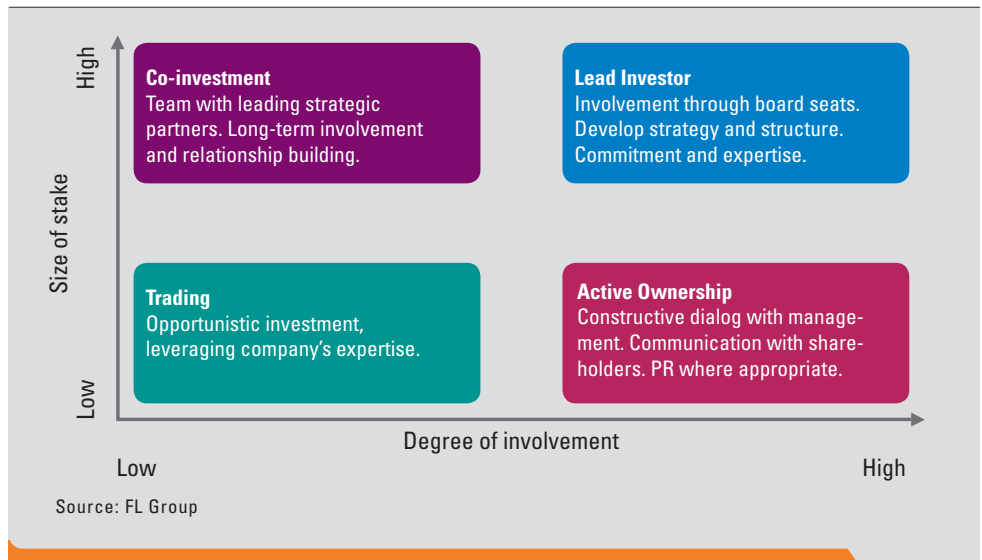 High
Size of stake
Low
Co-investment
Team with leading strategic
partners. Long-term involvement
and relationship building.
Lead Investor
Involvement through board seats.
Develop strategy and structure.
Commitment and expertise.
Trading
Opportunistic investment,
leveraging company's expertise.
Active Ownership
Constructive dialog with manage-
ment. Communication with share-
holders. PR where appropriate.
Degree of involvement
Low
High
Source: FL Group